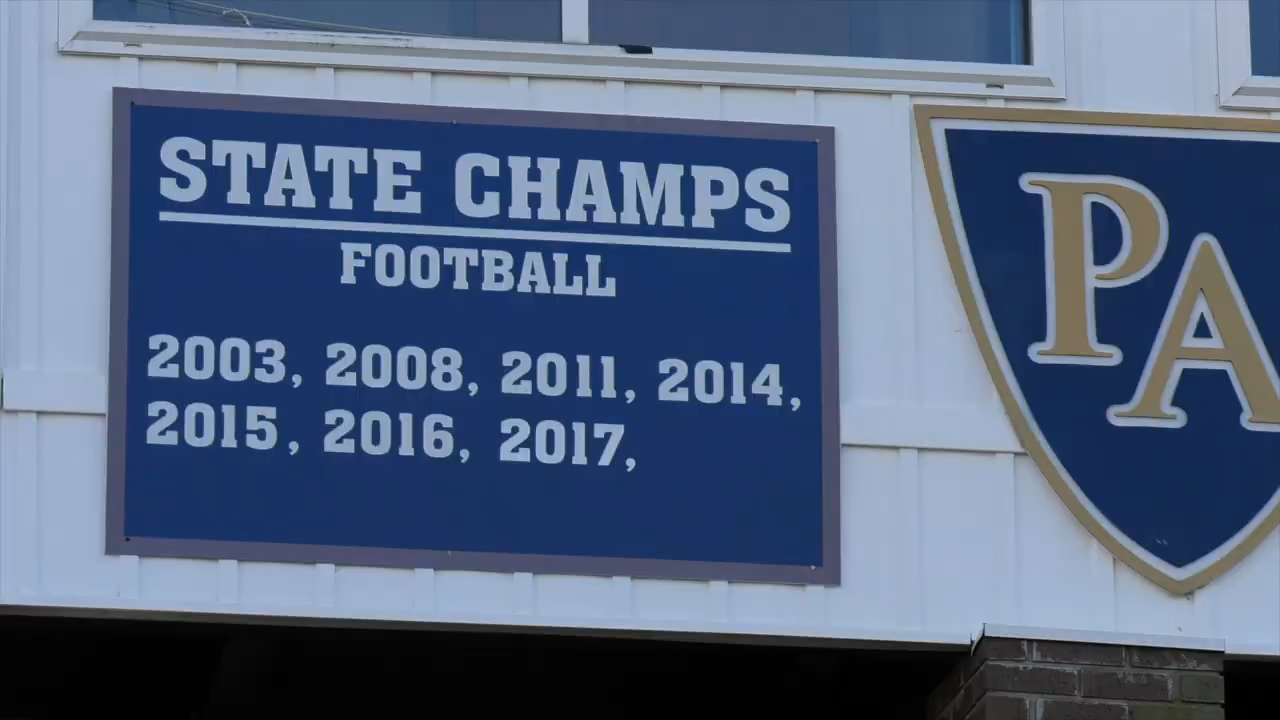 STATE CHAMPS
FOOTBALL
2003, 2008, 2011, 2014,
2015, 2016, 2017,
PA